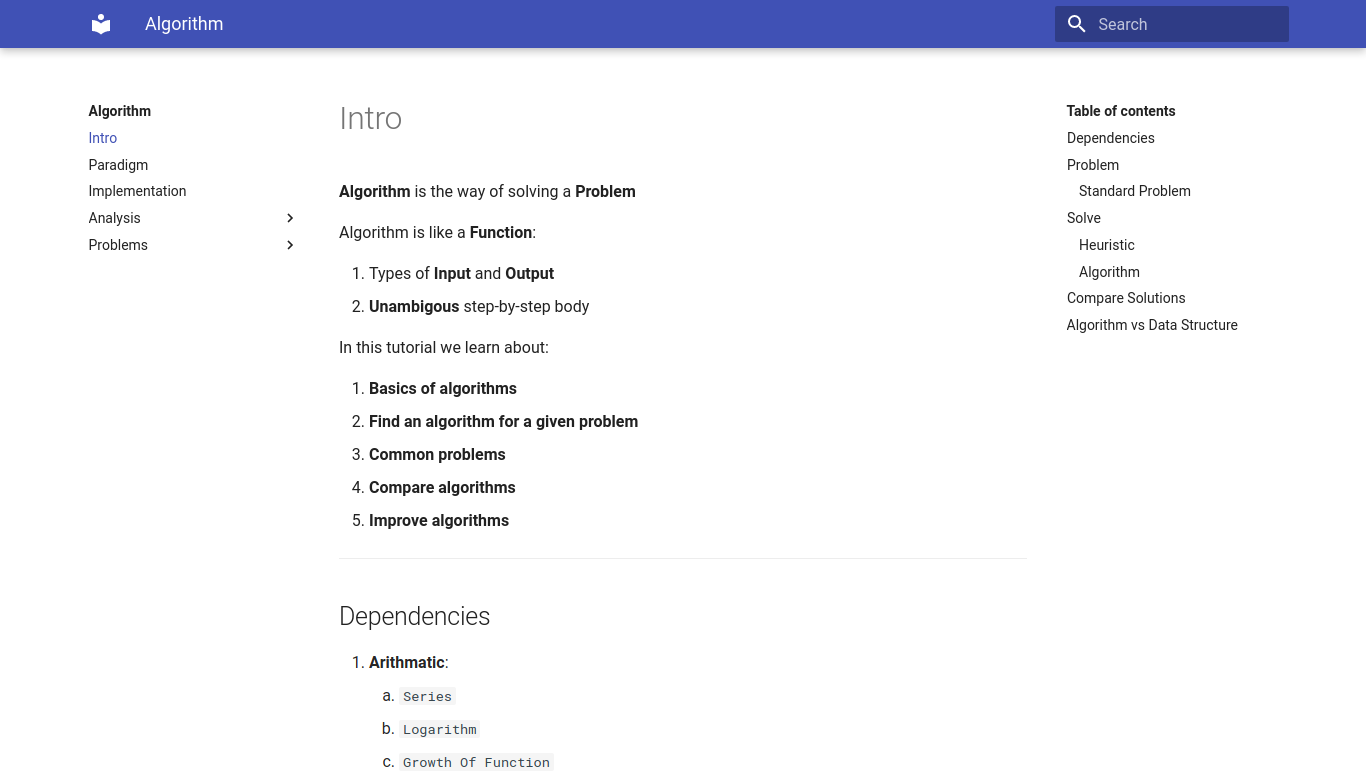 Algorithm
Search
Algorithm
Intro
Paradigm
Implementation
Analysis
Problems
Intro
Algorithm is the way of solving a Problem
Algorithm is like a Function:
1. Types of Input and Output
2. Unambigous step-by-step body
In this tutorial we learn about:
1. Basics of algorithms
2. Find an algorithm for a given problem
3. Common problems
4. Compare algorithms
5. Improve algorithms
Dependencies
1. Arithmatic:
a. Series
b. Logarithm
c. Growth Of Function
Table of contents
Dependencies
Problem
Standard Problem
Solve
Heuristic
Algorithm
Compare Solutions
Algorithm vs Data Structure